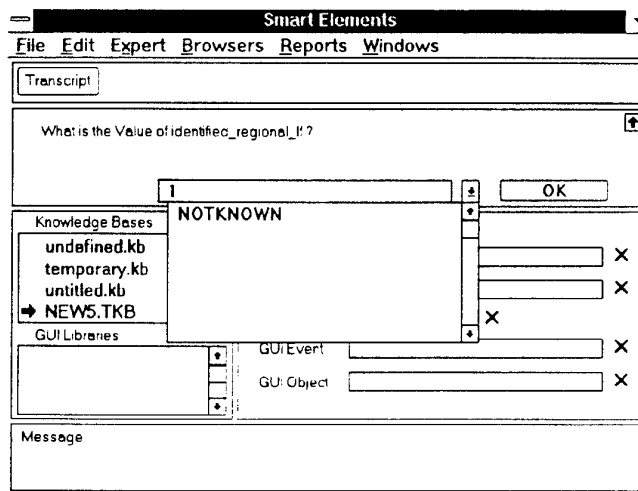 Smart Elements
File Edit Expert Browsers Reports Windows
Transcript
What is the Value of identified_regional_lf ?
1
OK
NOTKNOWN
Knowledge Bases
undefined.kb
temporary.kb
untitled.kb
NEW5.TKB
GUI Libraries
GUI Event
GUI Object
Message